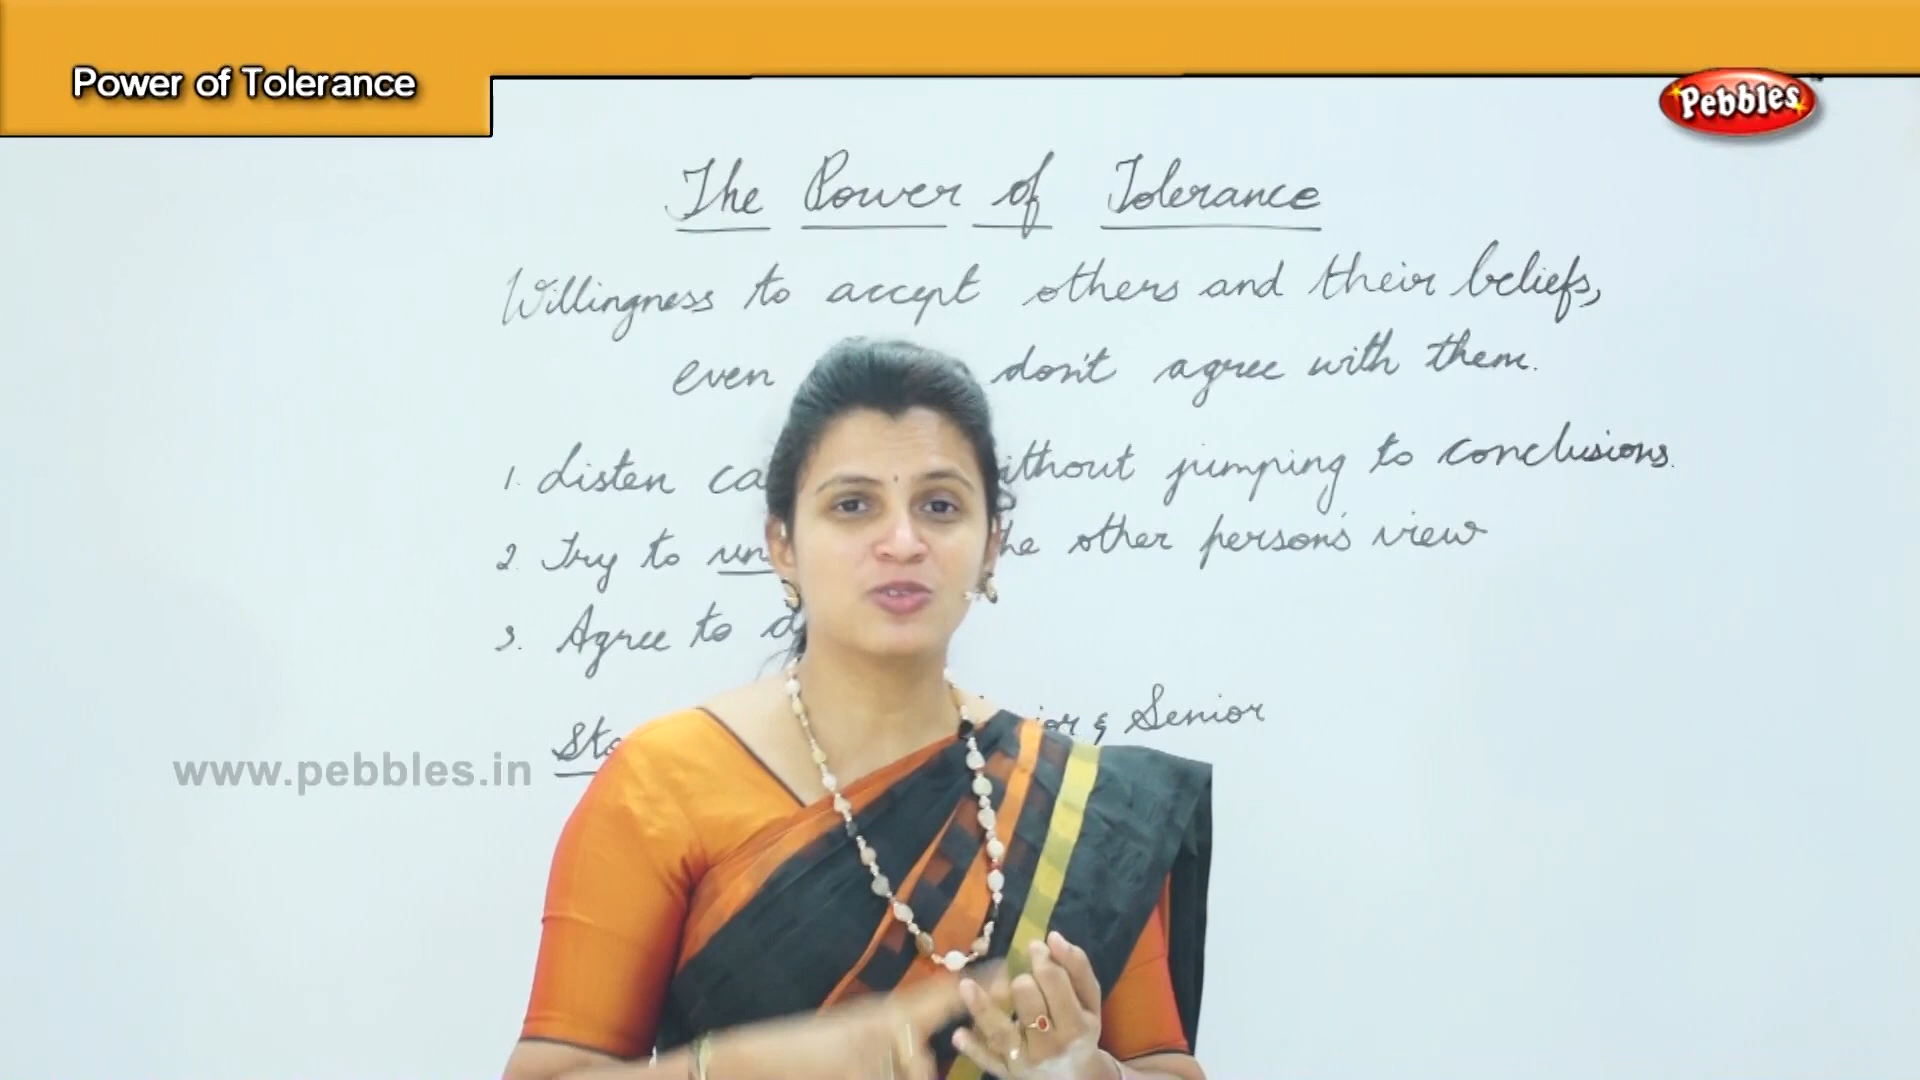 Power of Tolerance
Pebbles
The Power of Tolerance
Willingness to accept others and their beliefs,
even don't agree with them.
1. Listen without jumping to conclusions.
2. Try to the other person's view
3. Agree to
& Senior
www.pebbles.in